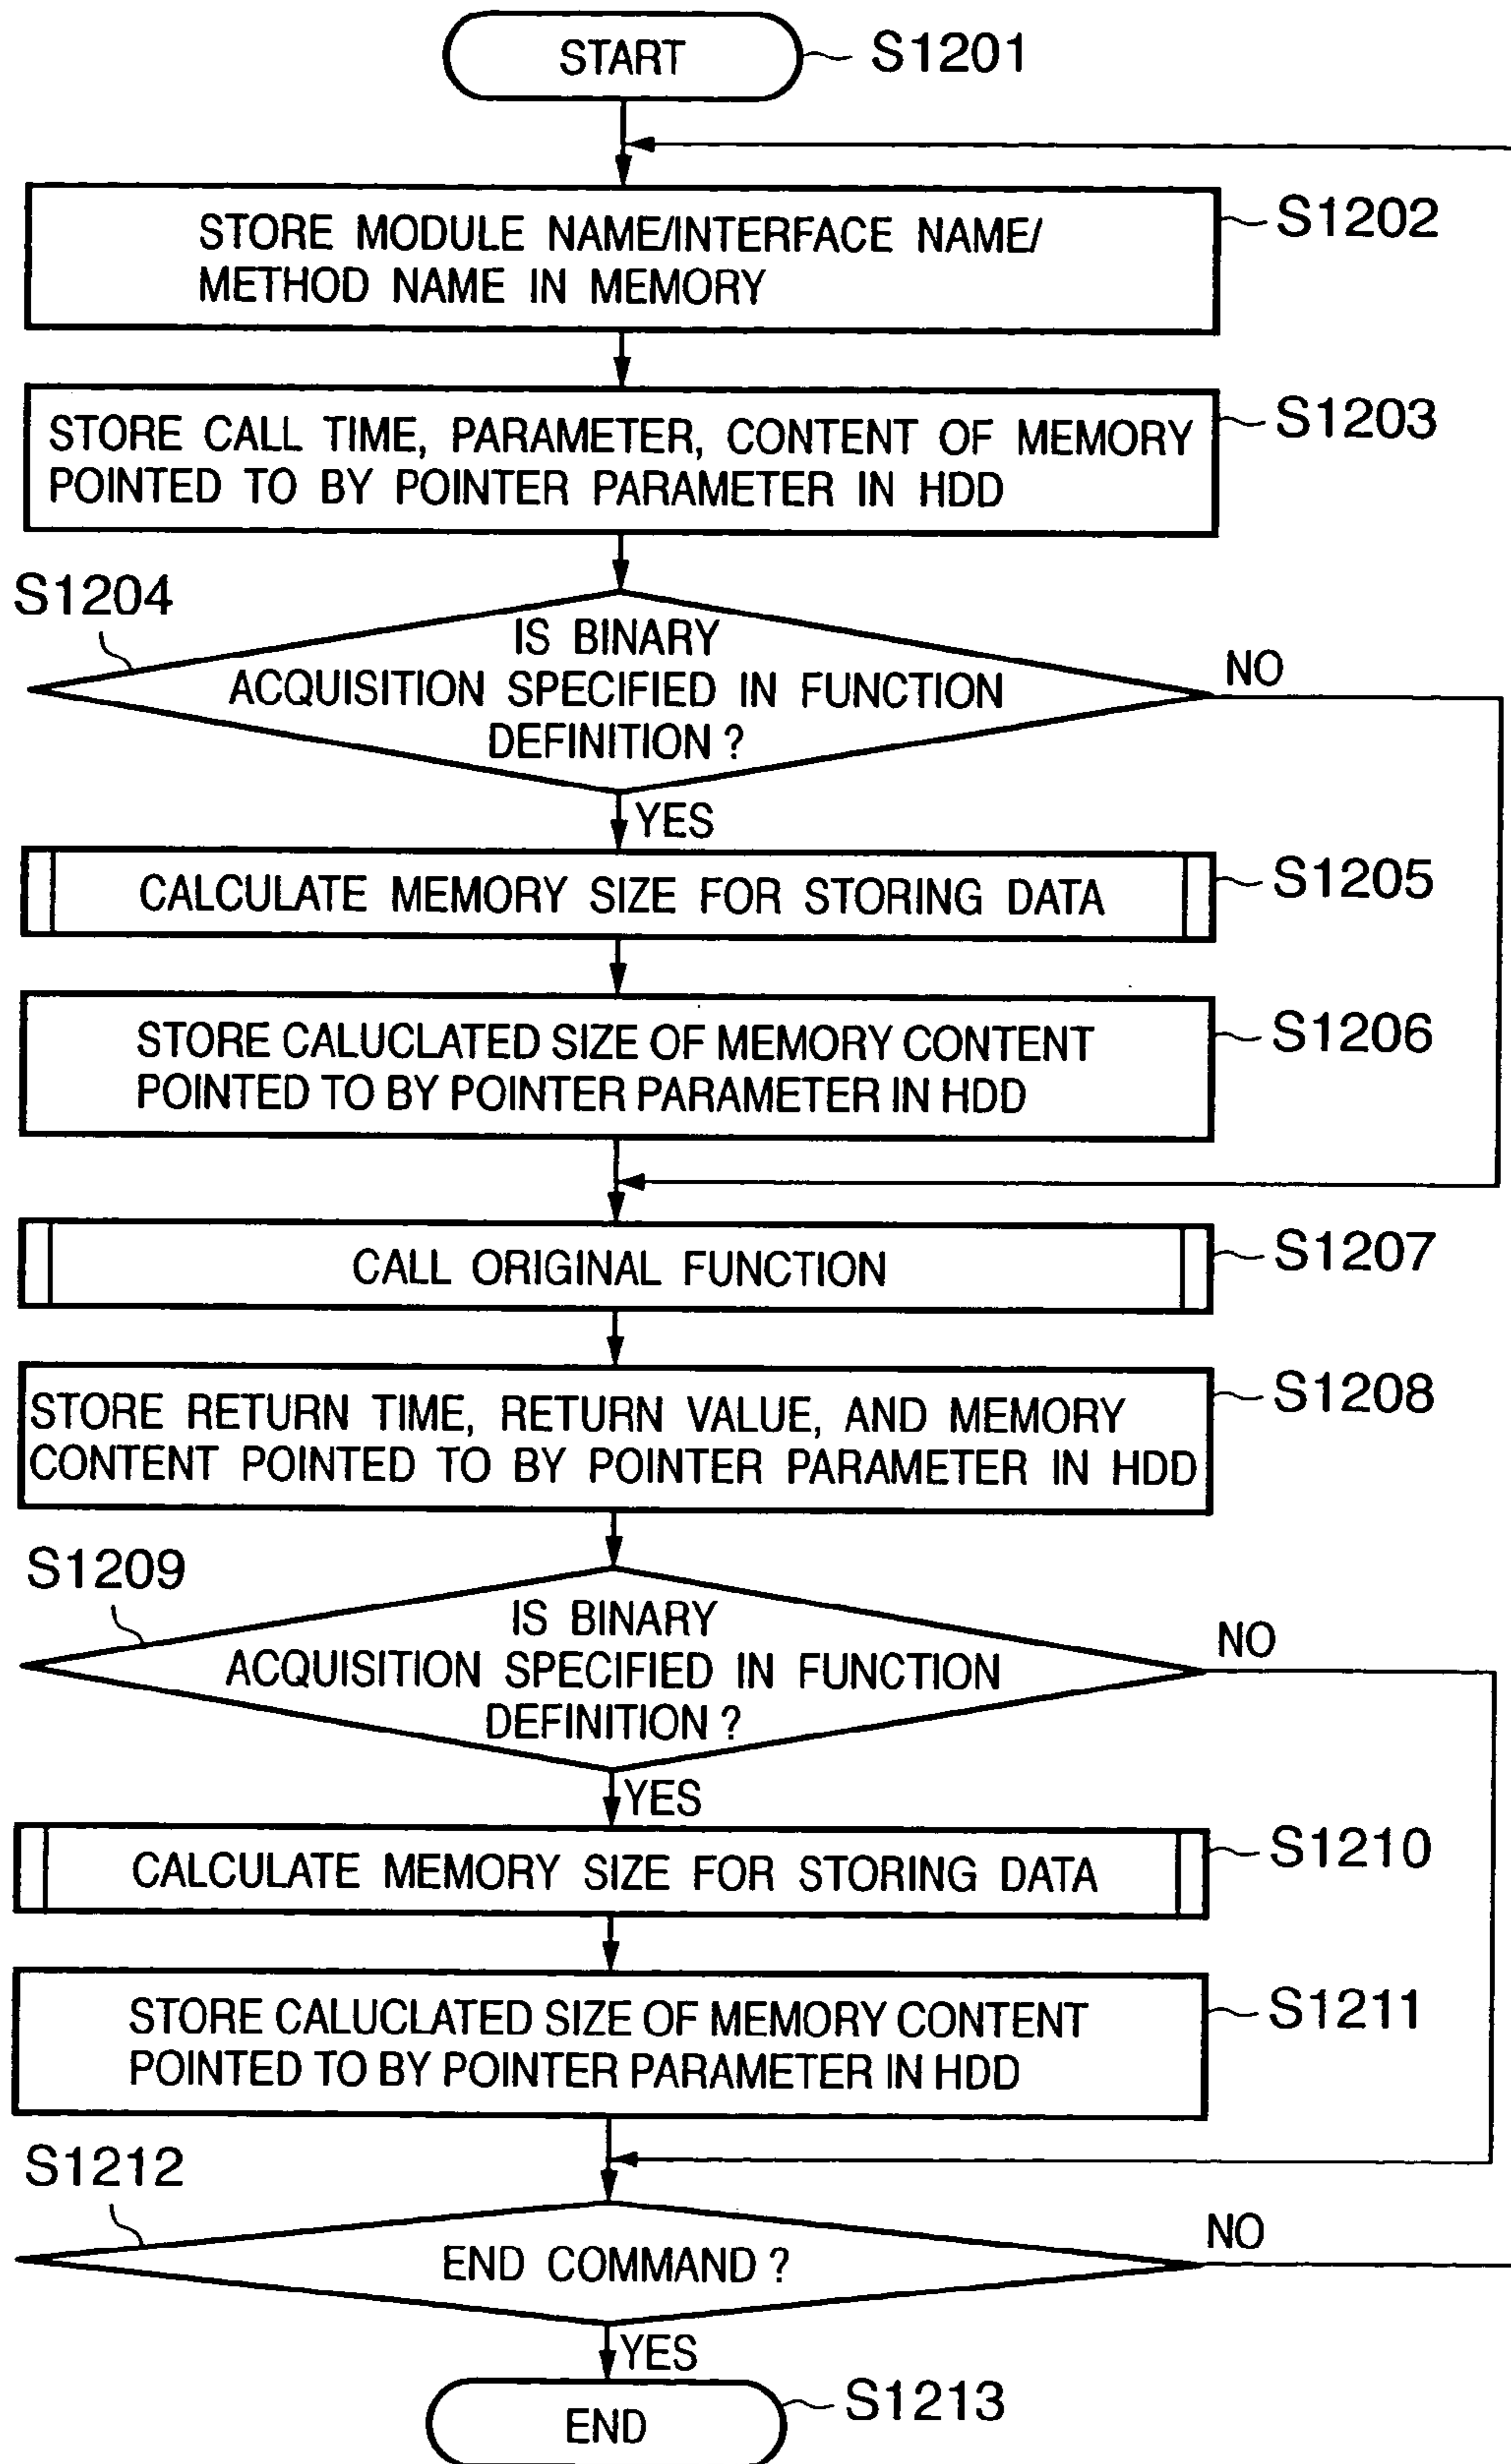 START
S1201
STORE MODULE NAME/INTERFACE NAME/
METHOD NAME IN MEMORY
S1202
STORE CALL TIME, PARAMETER, CONTENT OF MEMORY
POINTED TO BY POINTER PARAMETER IN HDD
S1203
S1204
IS BINARY
ACQUISITION SPECIFIED IN FUNCTION
DEFINITION ?
NO
YES
CALCULATE MEMORY SIZE FOR STORING DATA
S1205
STORE CALUCLATED SIZE OF MEMORY CONTENT
POINTED TO BY POINTER PARAMETER IN HDD
S1206
CALL ORIGINAL FUNCTION
S1207
STORE RETURN TIME, RETURN VALUE, AND MEMORY
CONTENT POINTED TO BY POINTER PARAMETER IN HDD
S1208
S1209
IS BINARY
ACQUISITION SPECIFIED IN FUNCTION
DEFINITION ?
NO
YES
CALCULATE MEMORY SIZE FOR STORING DATA
S1210
STORE CALUCLATED SIZE OF MEMORY CONTENT
POINTED TO BY POINTER PARAMETER IN HDD
S1211
S1212
END COMMAND ?
NO
YES
END
S1213